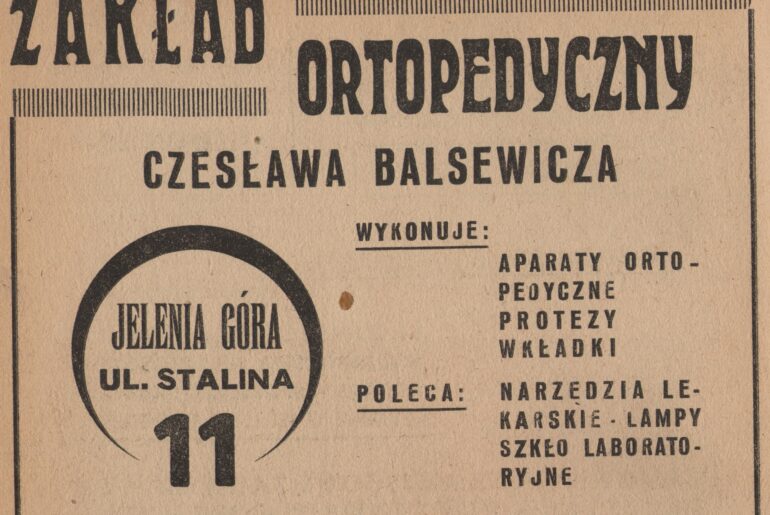 ZAKŁAD
ORTOPEDYCZNY
CZESŁAWA BALSEWICZA
JELENIA GÓRA
UL. STALINA
11
WYKONUJE:
APARATY ORTO-
PEDYCZNE
PROTEZY
WKŁADKI
POLECA:
NARZĘDZIA LE-
KARSKIE - LAMPY
SZKŁO LABORATO-
RYJNE